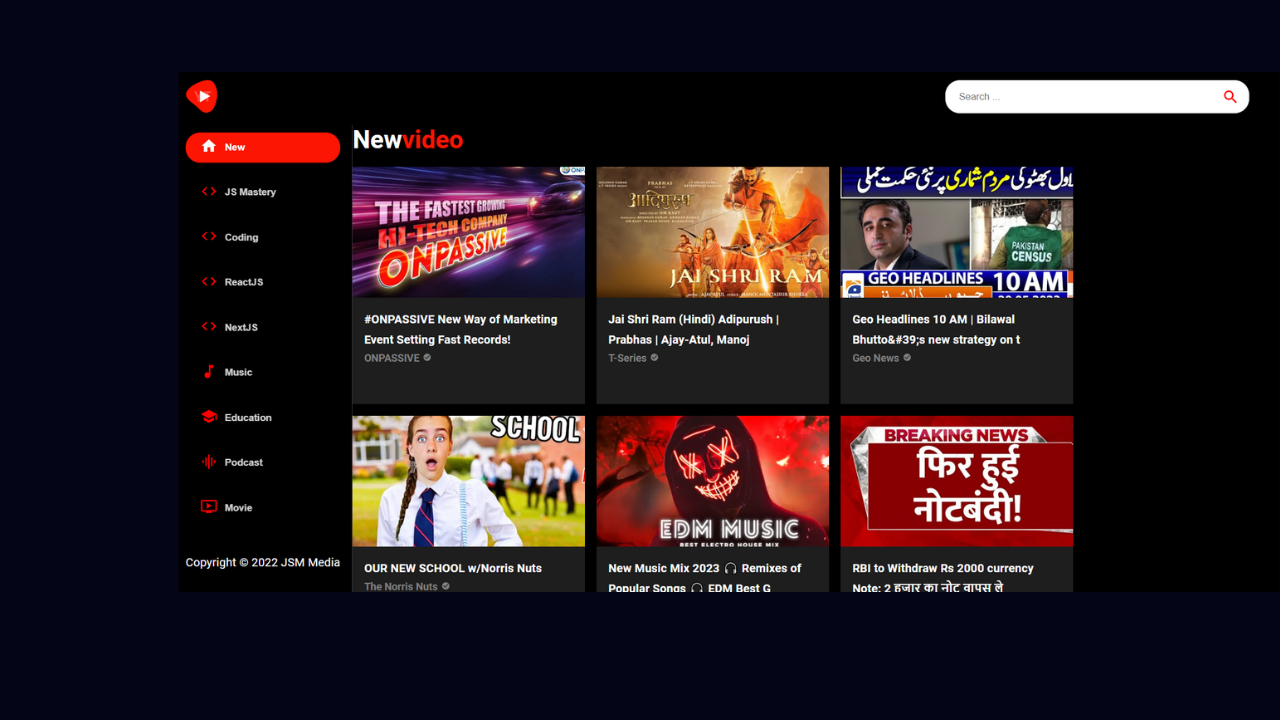 Search ...
New
JS Mastery
Coding
ReactJS
NextJS
Music
Education
Podcast
Movie
Copyright © 2022 JSM Media
Newvideo
THE FASTEST GROWING
HI-TECH COMPANY
ONPASSIVE
#ONPASSIVE New Way of Marketing
Event Setting Fast Records!
ONPASSIVE
PRABHAS
आदिपुरुष
JAI SHRI RAM
Jai Shri Ram (Hindi) Adipurush |
Prabhas | Ajay-Atul, Manoj
T-Series
بھٹو کی مردم شماری پر نئی حکمت عملی
PAKISTAN
CENSUS
GEO HEADLINES 10 AM
Geo Headlines 10 AM | Bilawal
Bhutto&#39;s new strategy on t
Geo News
SCHOOL
OUR NEW SCHOOL w/Norris Nuts
The Norris Nuts
EDM MUSIC
BEST ELECTRO HOUSE MIX
New Music Mix 2023 🎧 Remixes of
Popular Songs 🎧 EDM Best G
BREAKING NEWS
फिर हुई
नोटबंदी!
RBI to Withdraw Rs 2000 currency
Note: 2 हजार का नोट वापस ले